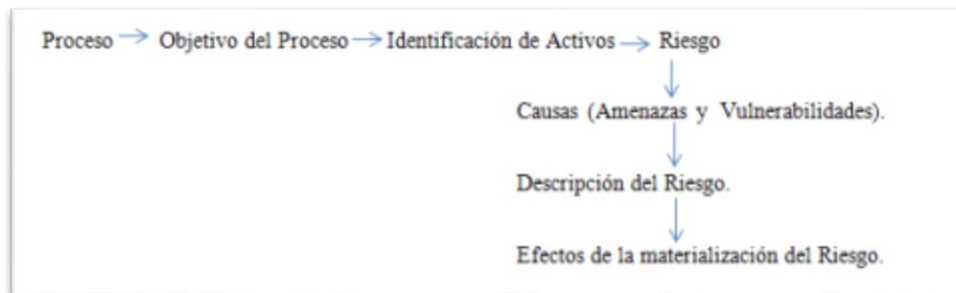 Proceso → Objetivo del Proceso → Identificación de Activos → Riesgo
Causas (Amenazas y Vulnerabilidades).
Descripción del Riesgo.
Efectos de la materialización del Riesgo.